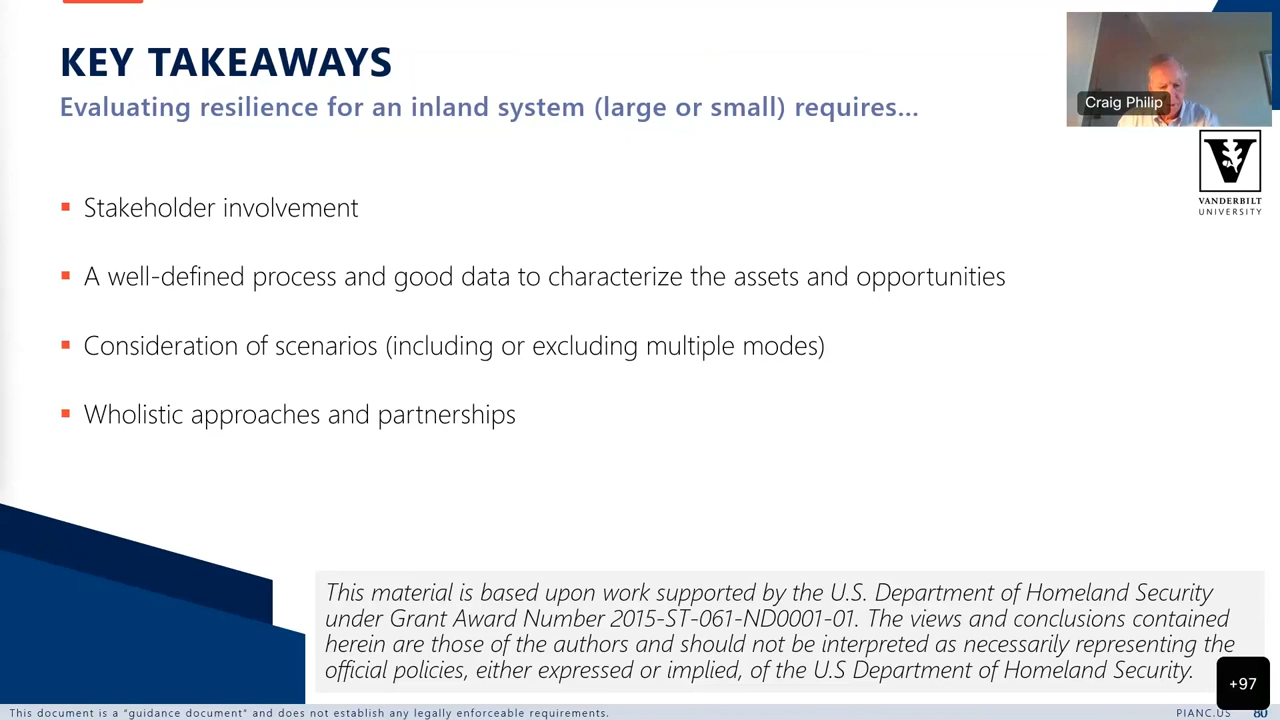 KEY TAKEAWAYS
Evaluating resilience for an inland system (large or small) requires...
Craig Philip
VANDERBILT
UNIVERSITY
Stakeholder involvement
A well-defined process and good data to characterize the assets and opportunities
Consideration of scenarios (including or excluding multiple modes)
Wholistic approaches and partnerships
This material is based upon work supported by the U.S. Department of Homeland Security
under Grant Award Number 2015-ST-061-ND0001-01. The views and conclusions contained
herein are those of the authors and should not be interpreted as necessarily representing the
official policies, either expressed or implied, of the U.S Department of Homeland Security.
+97
This document is a "guidance document" and does not establish any legally enforceable requirements.
PIANC.US 80